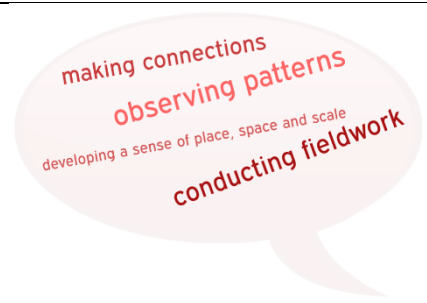 making connections
observing patterns
developing a sense of place, space and scale
conducting fieldwork